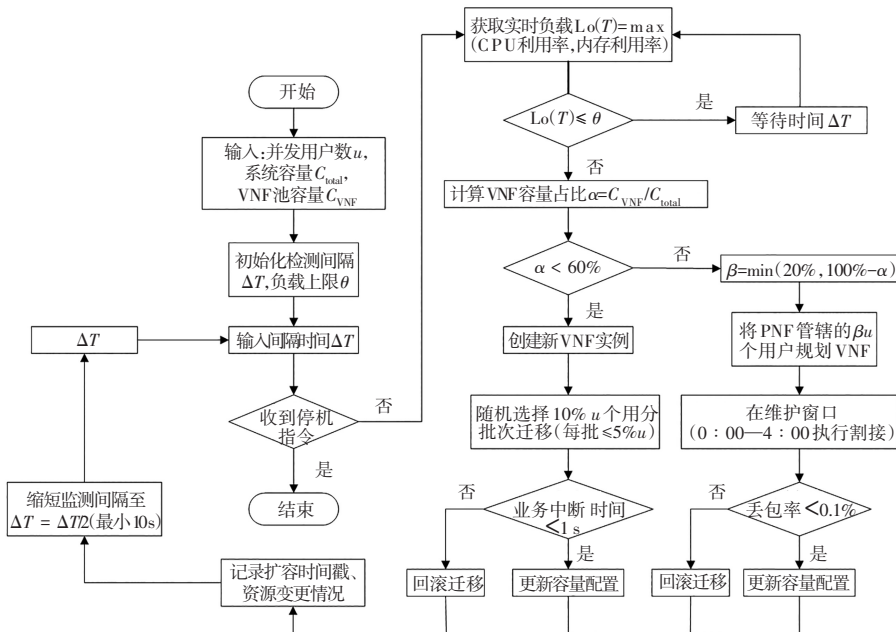 开始
输入:并发用户数u,
系统容量C_total,
VNF池容量C_VNF
初始化检测间隔
ΔT,负载上限θ
输入间隔时间ΔT
收到停机
指令
否
是
结束
ΔT
缩短监测间隔至
ΔT = ΔT/2(最小10s)
记录扩容时间戳、
资源变更情况
获取实时负载Lo(T)=max
(CPU利用率,内存利用率)
Lo(T)≤θ
是
等待时间ΔT
否
计算VNF容量占比α=C_VNF/C_total
α<60%
否
β=min(20%,100%-α)
是
创建新VNF实例
将PNF管辖的βu
个用户规划VNF
随机选择10%u个用分
批次迁移(每批≤5%u)
在维护窗口
(0：00—4：00执行割接)
业务中断 时间
≤1 s
否
是
丢包率<0.1%
否
是
回滚迁移
更新容量配置
回滚迁移
更新容量配置